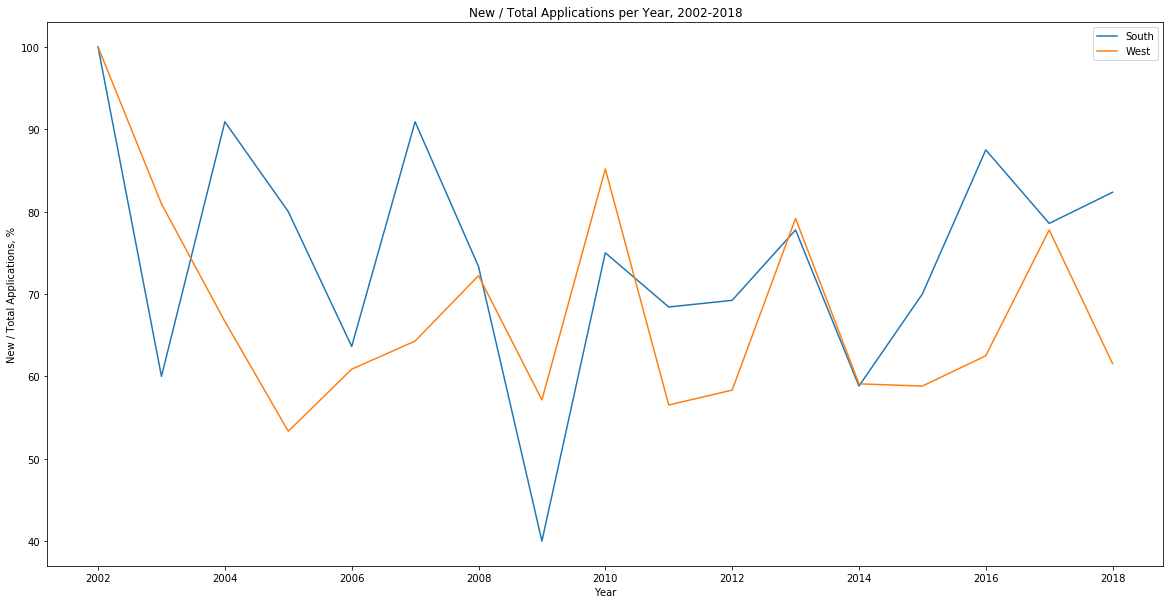 New / Total Applications per Year, 2002-2018
South
West
New / Total Applications, %
100
90
80
70
60
50
40
2002 2004 2006 2008 2010 2012 2014 2016 2018
Year